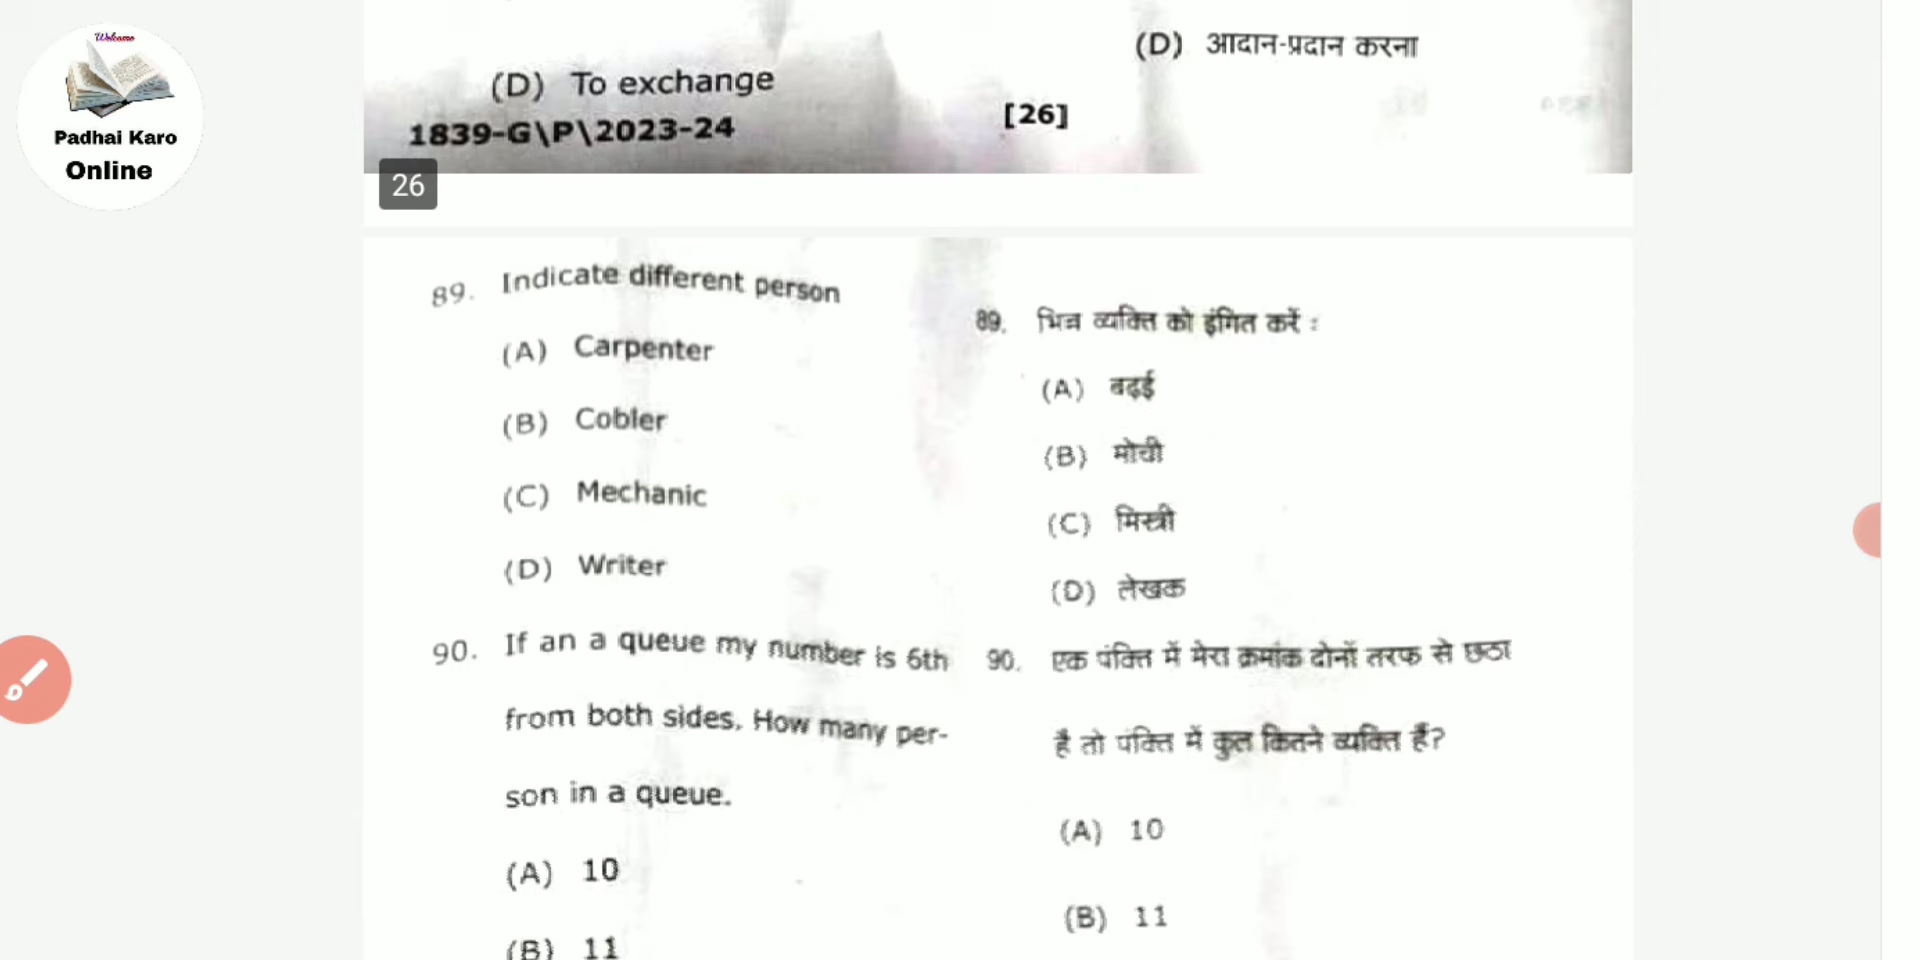 Welcome
Padhai Karo
Online
(D) To exchange
(D) आदान-प्रदान करना
1839-G\P\2023-24
[26]
26
89. Indicate different person
(A) Carpenter
(B) Cobler
(C) Mechanic
(D) Writer
90. If an a queue my number is 6th
from both sides. How many per-
son in a queue.
(A) 10
(B) 11
89. भिन्न व्यक्ति को इंगित करें :
(A) बढ़ई
(B) मोची
(C) मिस्त्री
(D) लेखक
90. एक पंक्ति में मेरा क्रमांक दोनों तरफ से छठा
है तो पंक्ति में कुल कितने व्यक्ति हैं?
(A) 10
(B) 11